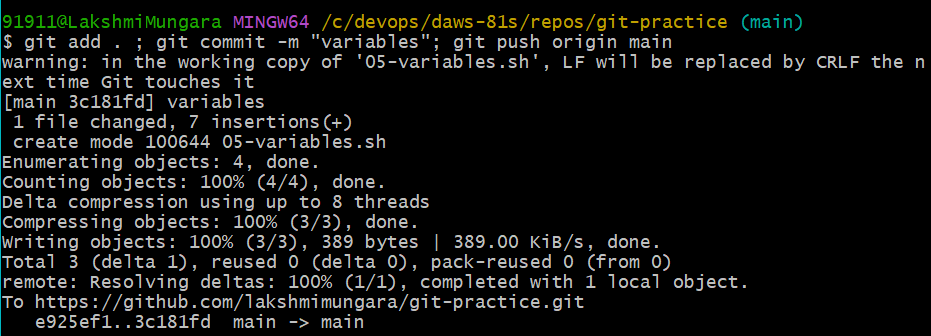 91911@LakshmiMungara MINGW64 /c/devops/daws-81s/repos/git-practice (main)
$ git add . ; git commit -m "variables"; git push origin main
warning: in the working copy of '05-variables.sh', LF will be replaced by CRLF the n
ext time Git touches it
[main 3c181fd] variables
 1 file changed, 7 insertions(+)
 create mode 100644 05-variables.sh
Enumerating objects: 4, done.
Counting objects: 100% (4/4), done.
Delta compression using up to 8 threads
Compressing objects: 100% (3/3), done.
Writing objects: 100% (3/3), 389 bytes | 389.00 KiB/s, done.
Total 3 (delta 1), reused 0 (delta 0), pack-reused 0 (from 0)
remote: Resolving deltas: 100% (1/1), completed with 1 local object.
To https://github.com/lakshmimungara/git-practice.git
   e925ef1..3c181fd  main -> main